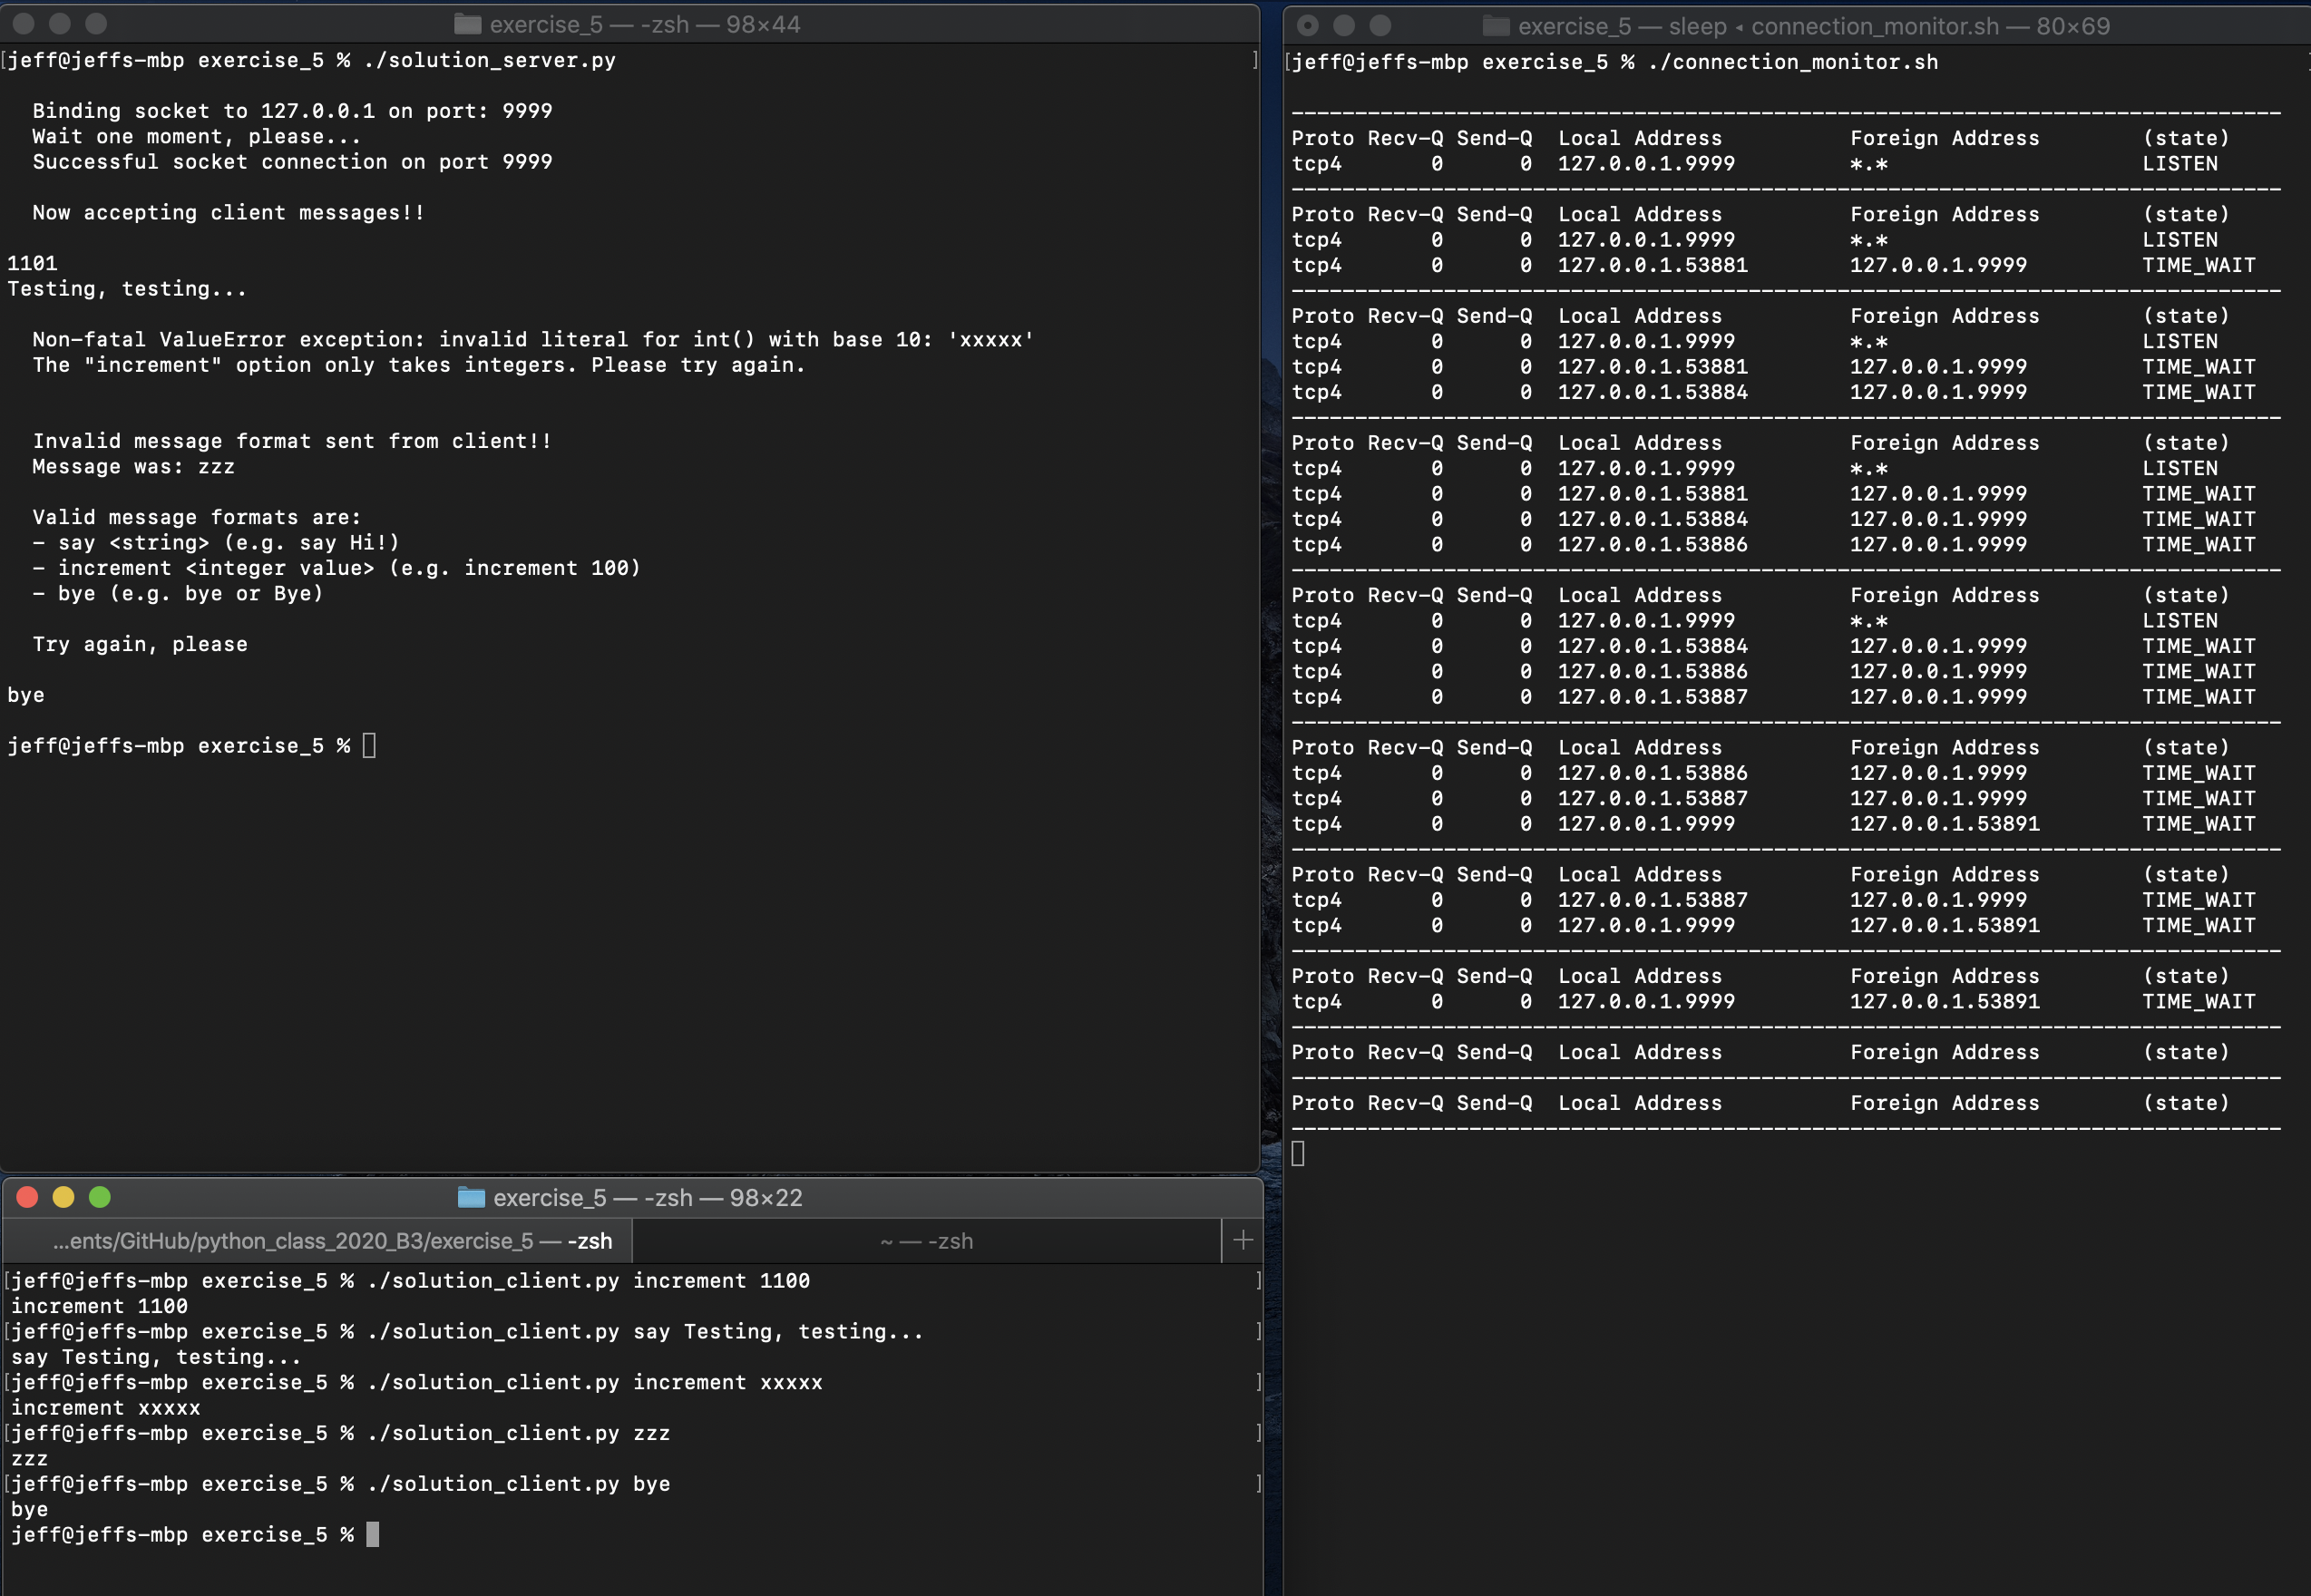 exercise_5 — -zsh — 98×44
[jeff@jeffs-mbp exercise_5 % ./solution_server.py ]
Binding socket to 127.0.0.1 on port: 9999
Wait one moment, please...
Successful socket connection on port 9999
Now accepting client messages!!
1101
Testing, testing...
Non-fatal ValueError exception: invalid literal for int() with base 10: 'xxxxx'
The "increment" option only takes integers. Please try again.
Invalid message format sent from client!!
Message was: zzz
Valid message formats are:
- say <string> (e.g. say Hi!)
- increment <integer value> (e.g. increment 100)
- bye (e.g. bye or Bye)
Try again, please
bye
jeff@jeffs-mbp exercise_5 %
exercise_5 — -zsh — 98×22
...ents/GitHub/python_class_2020_B3/exercise_5 — -zsh
~ — -zsh
+
[jeff@jeffs-mbp exercise_5 % ./solution_client.py increment 1100 ]
increment 1100
[jeff@jeffs-mbp exercise_5 % ./solution_client.py say Testing, testing... ]
say Testing, testing...
[jeff@jeffs-mbp exercise_5 % ./solution_client.py increment xxxxx ]
increment xxxxx
[jeff@jeffs-mbp exercise_5 % ./solution_client.py zzz ]
zzz
[jeff@jeffs-mbp exercise_5 % ./solution_client.py bye ]
bye
jeff@jeffs-mbp exercise_5 %
exercise_5 — sleep ◂ connection_monitor.sh — 80×69
[jeff@jeffs-mbp exercise_5 % ./connection_monitor.sh ]
------------------------------------------------------------------------------
Proto Recv-Q Send-Q Local Address Foreign Address (state)
tcp4 0 0 127.0.0.1.9999 *.* LISTEN
------------------------------------------------------------------------------
Proto Recv-Q Send-Q Local Address Foreign Address (state)
tcp4 0 0 127.0.0.1.9999 *.* LISTEN
tcp4 0 0 127.0.0.1.53881 127.0.0.1.9999 TIME_WAIT
------------------------------------------------------------------------------
Proto Recv-Q Send-Q Local Address Foreign Address (state)
tcp4 0 0 127.0.0.1.9999 *.* LISTEN
tcp4 0 0 127.0.0.1.53881 127.0.0.1.9999 TIME_WAIT
tcp4 0 0 127.0.0.1.53884 127.0.0.1.9999 TIME_WAIT
------------------------------------------------------------------------------
Proto Recv-Q Send-Q Local Address Foreign Address (state)
tcp4 0 0 127.0.0.1.9999 *.* LISTEN
tcp4 0 0 127.0.0.1.53881 127.0.0.1.9999 TIME_WAIT
tcp4 0 0 127.0.0.1.53884 127.0.0.1.9999 TIME_WAIT
tcp4 0 0 127.0.0.1.53886 127.0.0.1.9999 TIME_WAIT
------------------------------------------------------------------------------
Proto Recv-Q Send-Q Local Address Foreign Address (state)
tcp4 0 0 127.0.0.1.9999 *.* LISTEN
tcp4 0 0 127.0.0.1.53884 127.0.0.1.9999 TIME_WAIT
tcp4 0 0 127.0.0.1.53886 127.0.0.1.9999 TIME_WAIT
tcp4 0 0 127.0.0.1.53887 127.0.0.1.9999 TIME_WAIT
------------------------------------------------------------------------------
Proto Recv-Q Send-Q Local Address Foreign Address (state)
tcp4 0 0 127.0.0.1.53886 127.0.0.1.9999 TIME_WAIT
tcp4 0 0 127.0.0.1.53887 127.0.0.1.9999 TIME_WAIT
tcp4 0 0 127.0.0.1.9999 127.0.0.1.53891 TIME_WAIT
------------------------------------------------------------------------------
Proto Recv-Q Send-Q Local Address Foreign Address (state)
tcp4 0 0 127.0.0.1.53887 127.0.0.1.9999 TIME_WAIT
tcp4 0 0 127.0.0.1.9999 127.0.0.1.53891 TIME_WAIT
------------------------------------------------------------------------------
Proto Recv-Q Send-Q Local Address Foreign Address (state)
tcp4 0 0 127.0.0.1.9999 127.0.0.1.53891 TIME_WAIT
------------------------------------------------------------------------------
Proto Recv-Q Send-Q Local Address Foreign Address (state)
------------------------------------------------------------------------------
Proto Recv-Q Send-Q Local Address Foreign Address (state)
------------------------------------------------------------------------------